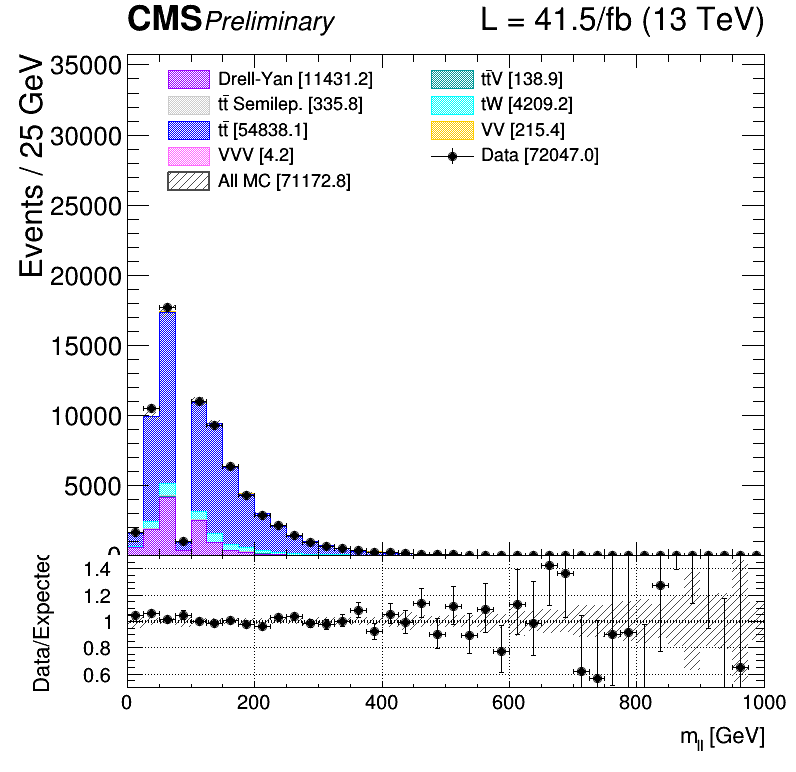 CMS Preliminary L = 41.5/fb (13 TeV)
Events / 25 GeV
35000
30000
25000
20000
15000
10000
5000
0
Drell-Yan [11431.2]
tt̄ Semilep. [335.8]
tt̄ [54838.1]
VVV [4.2]
All MC [71172.8]
tt̄V [138.9]
tW [4209.2]
VV [215.4]
Data [72047.0]
Data/Expected
1.4
1.2
1
0.8
0.6
0 200 400 600 800 1000
m_ll [GeV]